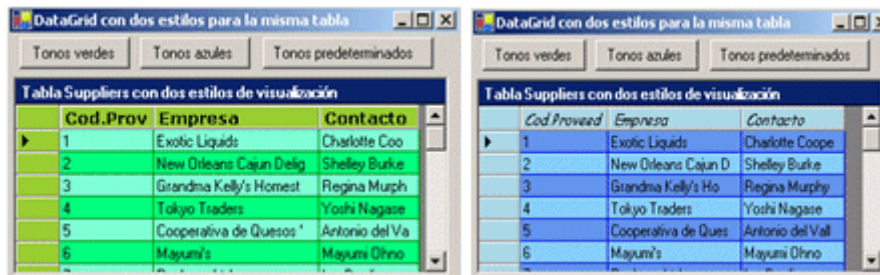 DataGrid con dos estilos para la misma tabla
Tonos verdes Tonos azules Tonos predeterminados
Tabla Suppliers con dos estilos de visualización
Cod.Prov Empresa Contacto
1 Exotic Liquids Charlotte Coo
2 New Orleans Cajun Delig Shelley Burke
3 Grandma Kelly's Homest Regina Murph
4 Tokyo Traders Yoshi Nagase
5 Cooperativa de Quesos ' Antonio del Va
6 Mayumi's Mayumi Ohno
DataGrid con dos estilos para la misma tabla
Tonos verdes Tonos azules Tonos predeterminados
Tabla Suppliers con dos estilos de visualización
Cod.Proveed Empresa Contacto
1 Exotic Liquids Charlotte Coope
2 New Orleans Cajun D Shelley Burke
3 Grandma Kelly's Ho Regina Murphy
4 Tokyo Traders Yoshi Nagase
5 Cooperativa de Ques Antonio del Vall
6 Mayumi's Mayumi Ohno